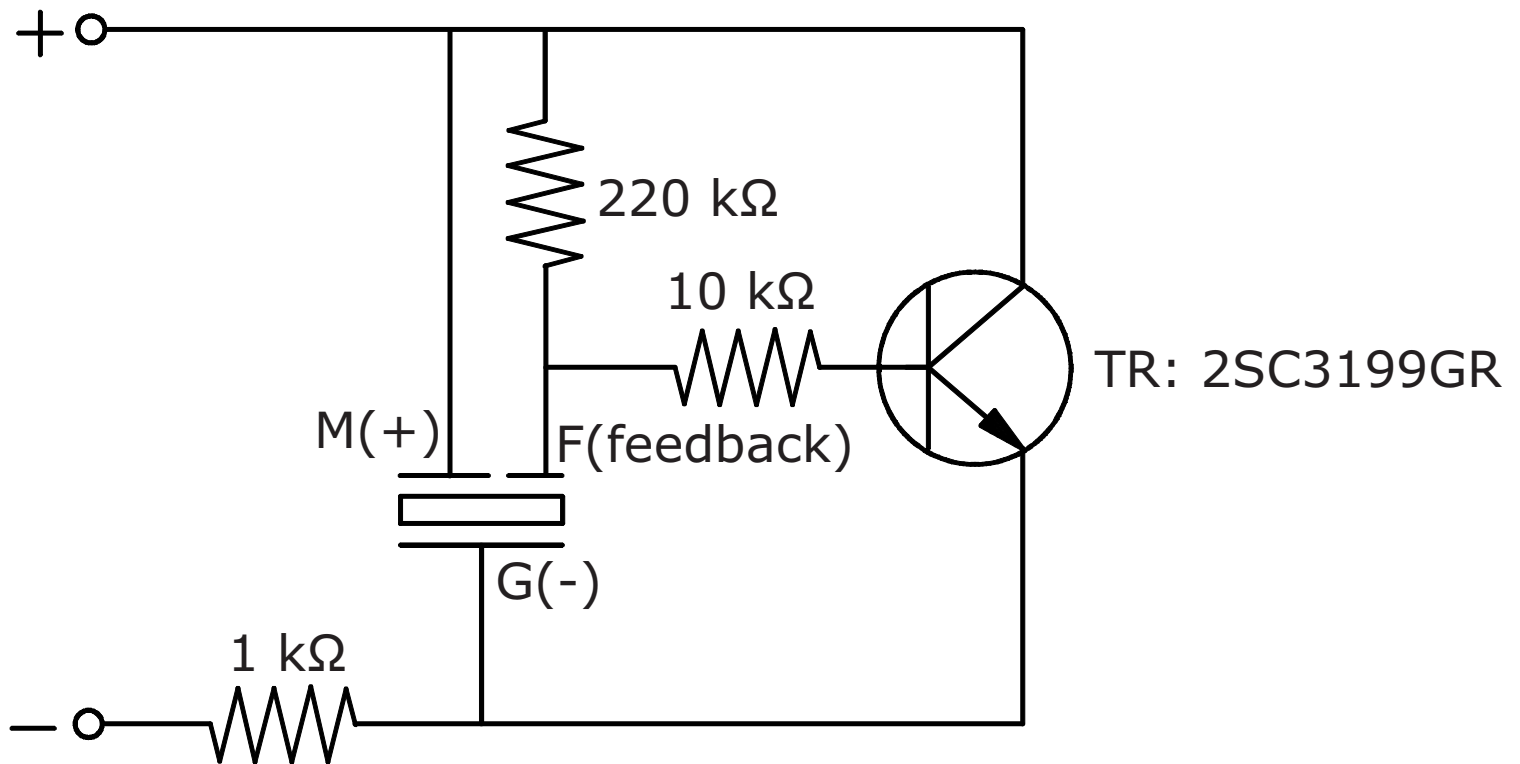 +
220 kΩ
10 kΩ
TR: 2SC3199GR
M(+)
F(feedback)
G(-)
1 kΩ
−